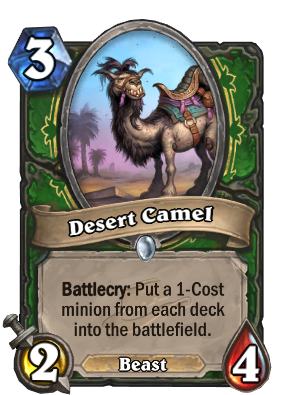 3
Desert Camel
Battlecry: Put a 1-Cost
minion from each deck
into the battlefield.
2
Beast
4